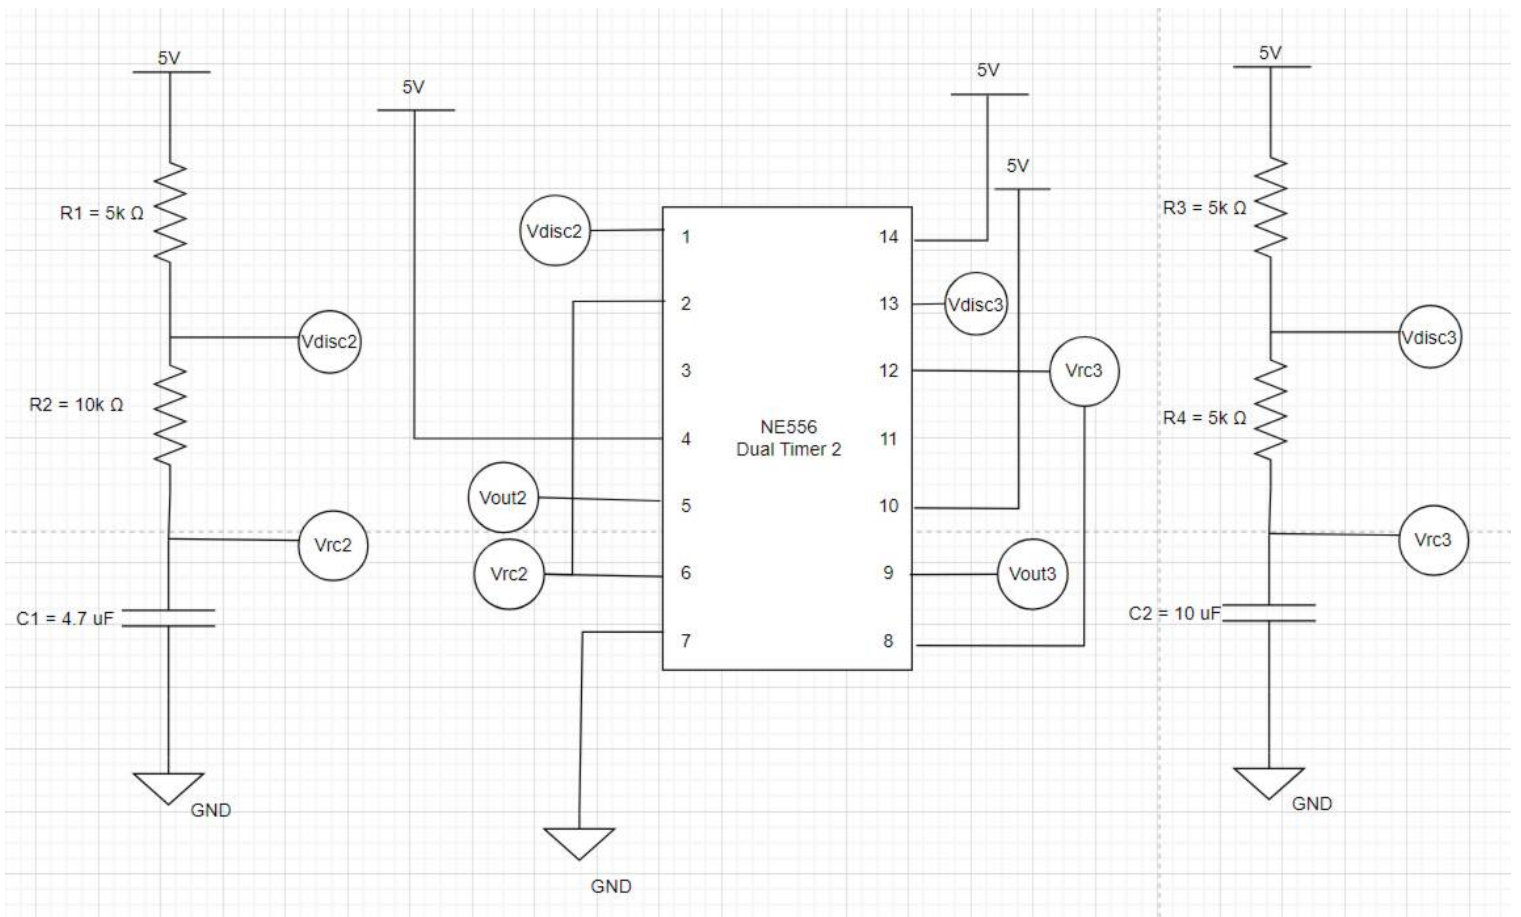 5V
R1 = 5k Ω
Vdisc2
R2 = 10k Ω
Vrc2
C1 = 4.7 uF
GND
5V
Vdisc2
Vout2
Vrc2
GND
1
2
3
4
5
6
7
NE556
Dual Timer 2
14
13
12
11
10
9
8
5V
5V
Vdisc3
Vrc3
Vout3
5V
R3 = 5k Ω
Vdisc3
R4 = 5k Ω
Vrc3
C2 = 10 uF
GND